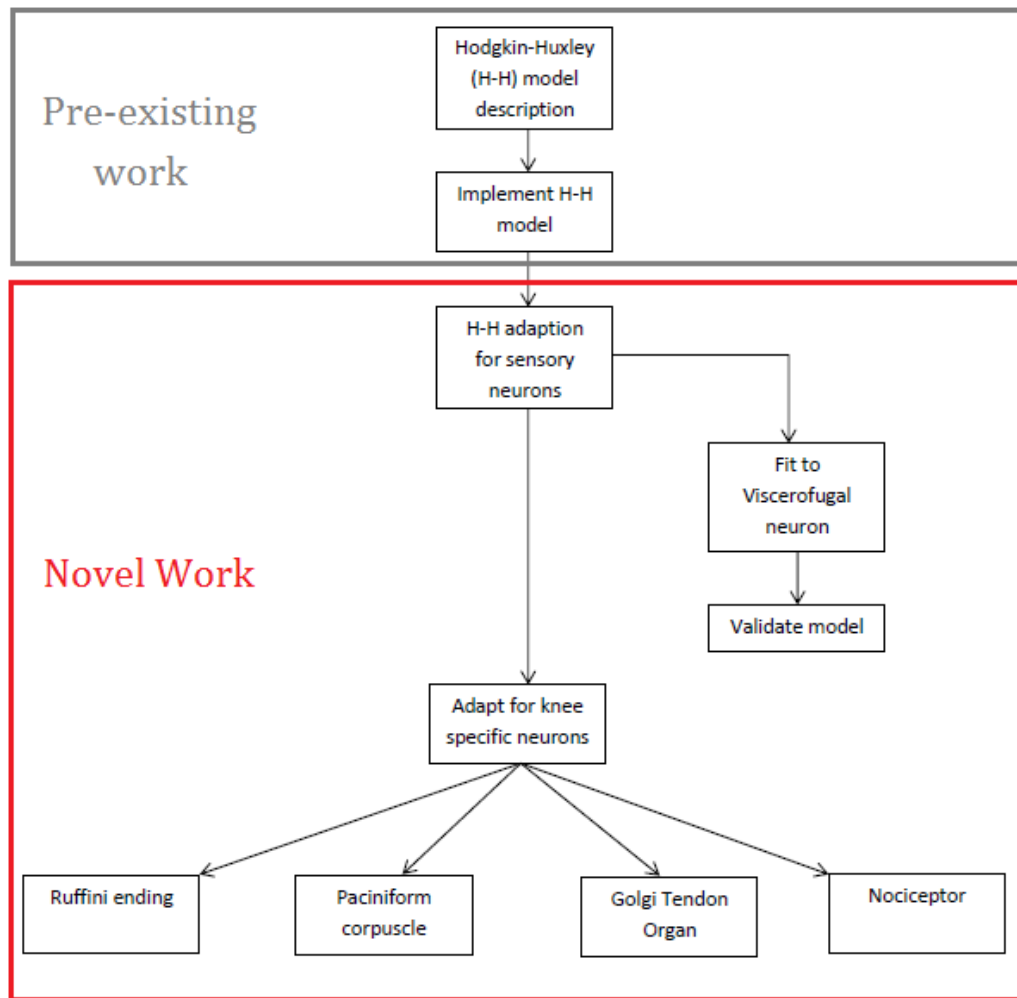 Hodgkin-Huxley
(H-H) model
description
Pre-existing
work
Implement H-H
model
H-H adaption
for sensory
neurons
Fit to
Viscerofugal
neuron
Novel Work
Validate model
Adapt for knee
specific neurons
Ruffini ending
Paciniform
corpuscle
Golgi Tendon
Organ
Nociceptor